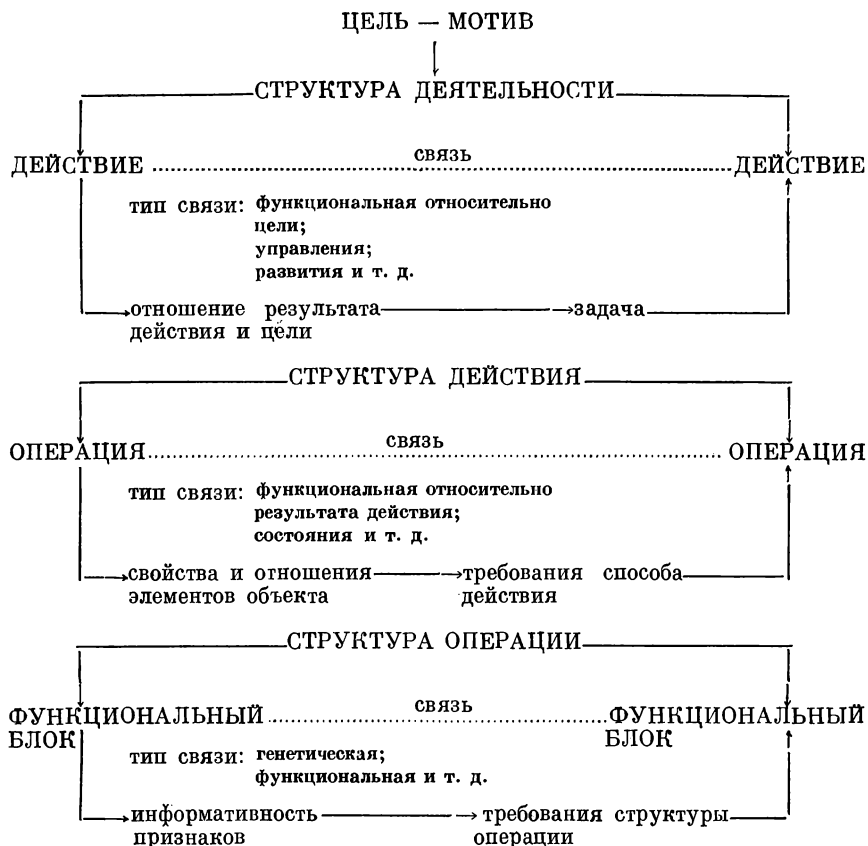 ЦЕЛЬ — МОТИВ
СТРУКТУРА ДЕЯТЕЛЬНОСТИ
связь
ДЕЙСТВИЕ ДЕЙСТВИЕ
тип связи: функциональная относительно
цели;
управления;
развития и т. д.
отношение результата задача
действия и цели
СТРУКТУРА ДЕЙСТВИЯ
связь
ОПЕРАЦИЯ ОПЕРАЦИЯ
тип связи: функциональная относительно
результата действия;
состояния и т. д.
свойства и отношения требования способа
элементов объекта действия
СТРУКТУРА ОПЕРАЦИИ
связь
ФУНКЦИОНАЛЬНЫЙ ФУНКЦИОНАЛЬНЫЙ
БЛОК БЛОК
тип связи: генетическая;
функциональная и т. д.
информативность требования структуры
признаков операции